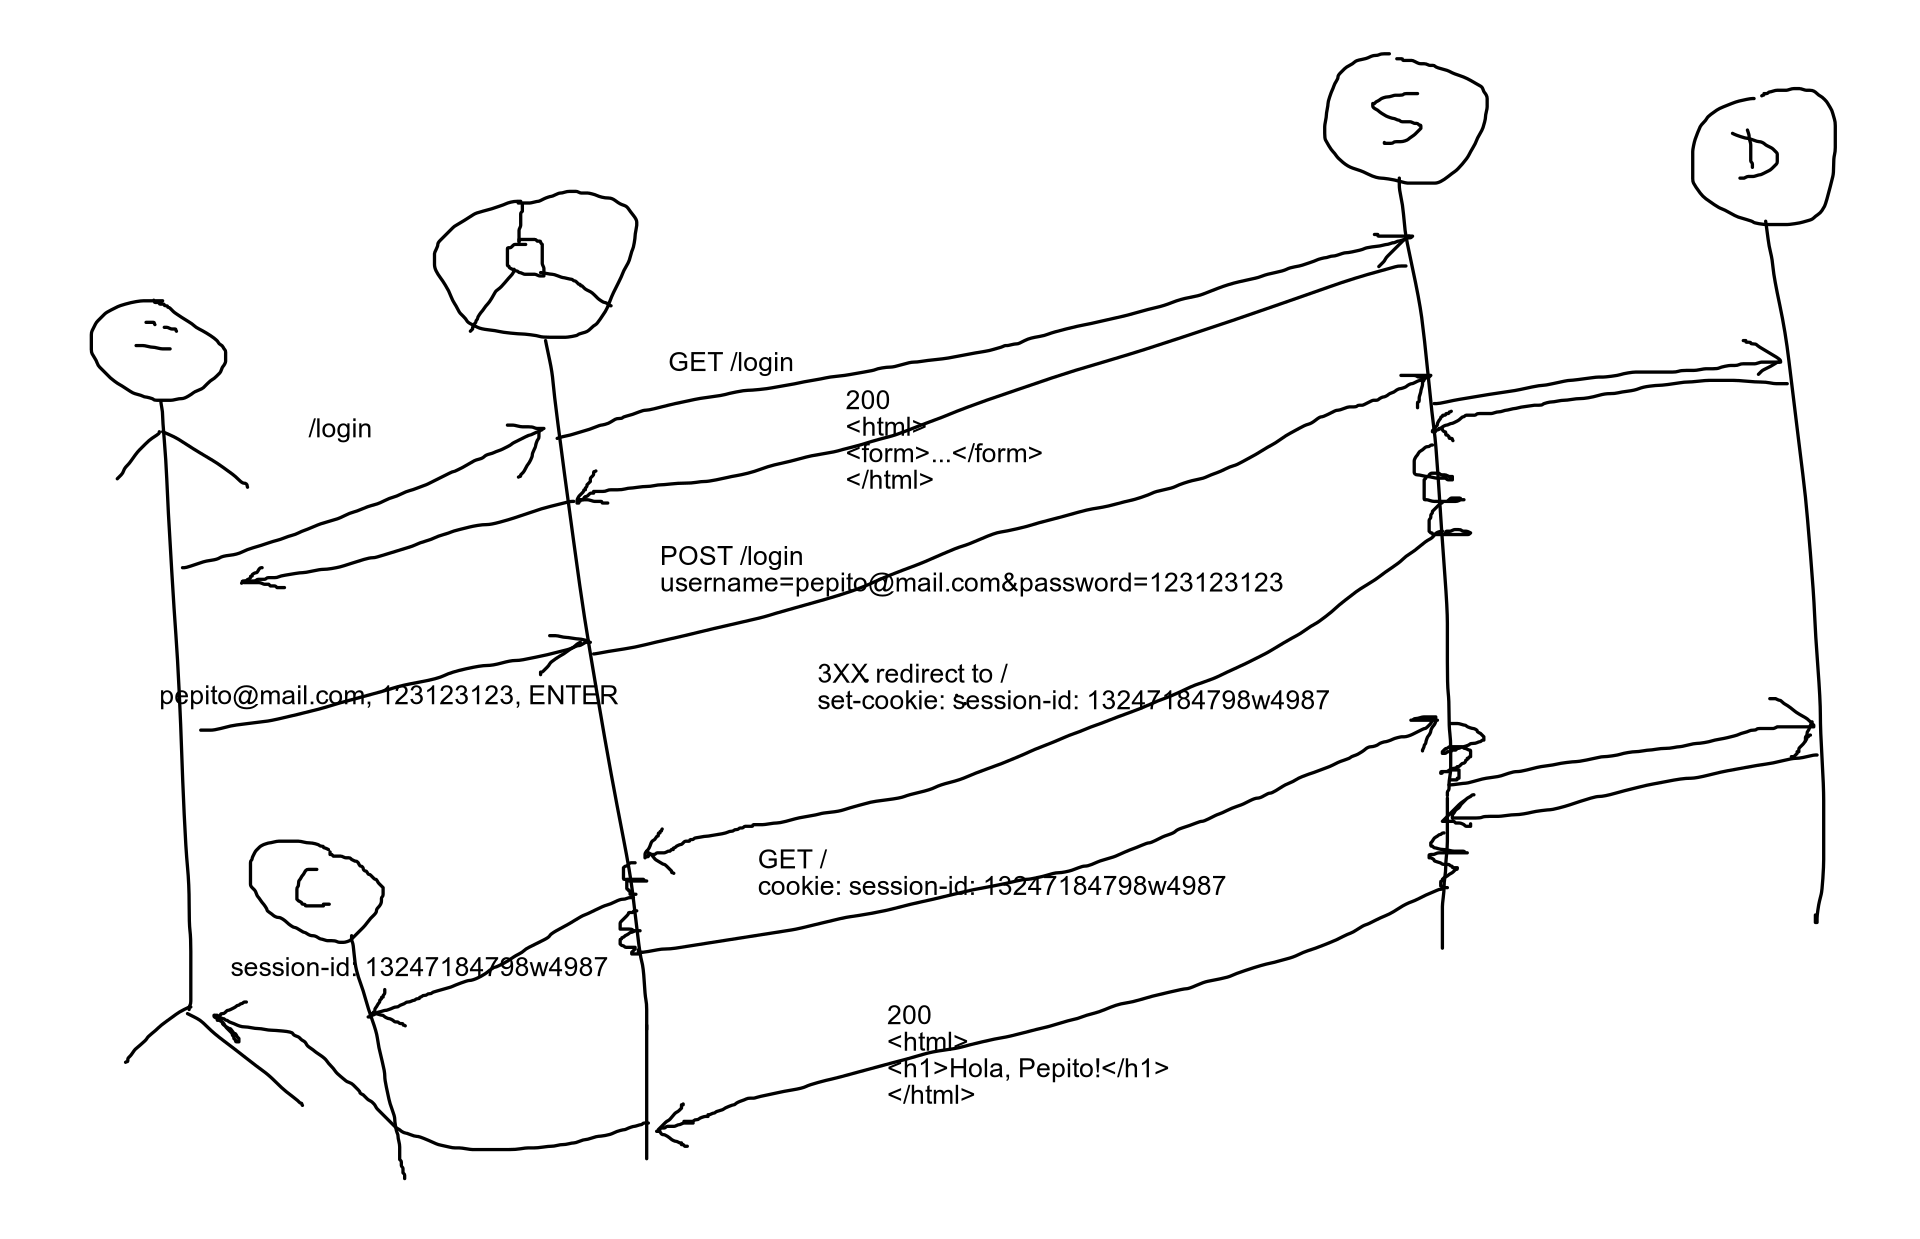 S
D
GET /login
200
<html>
<form>...</form>
</html>
/login
POST /login
username=pepito@mail.com&password=123123123
pepito@mail.com, 123123123, ENTER
3XX redirect to /
set-cookie: session-id: 13247184798w4987
GET /
cookie: session-id: 13247184798w4987
C
session-id: 13247184798w4987
200
<html>
<h1>Hola, Pepito!</h1>
</html>